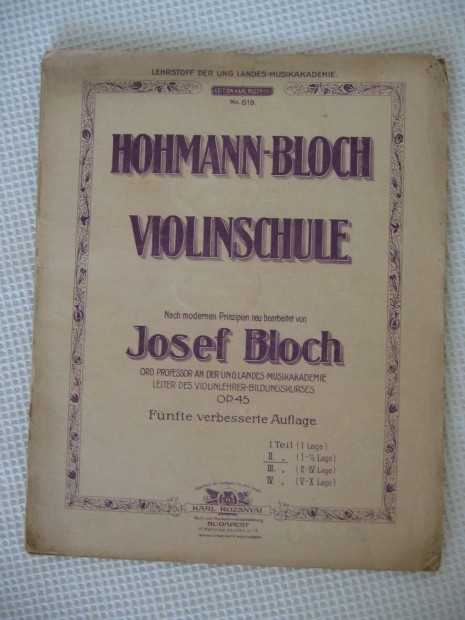 LEHRSTOFF DER UNG. LANDES-MUSIKAKADEMIE.
EDITION KARL ROZSNYAI
No. 618.
HOHMANN-BLOCH
VIOLINSCHULE
Nach modernen Prinzipien neu bearbeitet von
Josef Bloch
ORD. PROFESSOR AN DER UNG. LANDES-MUSIKAKADEMIE
LEITER DES VIOLINLEHRER-BILDUNGSKURSES.
OP. 45
Fünfte verbesserte Auflage.
I. Teil (I Lage)
II. „ (I-½ Lage)
III. „ (II-IV Lage)
IV. „ (V-X Lage)
KARL ROZSNYAI
BUDAPEST